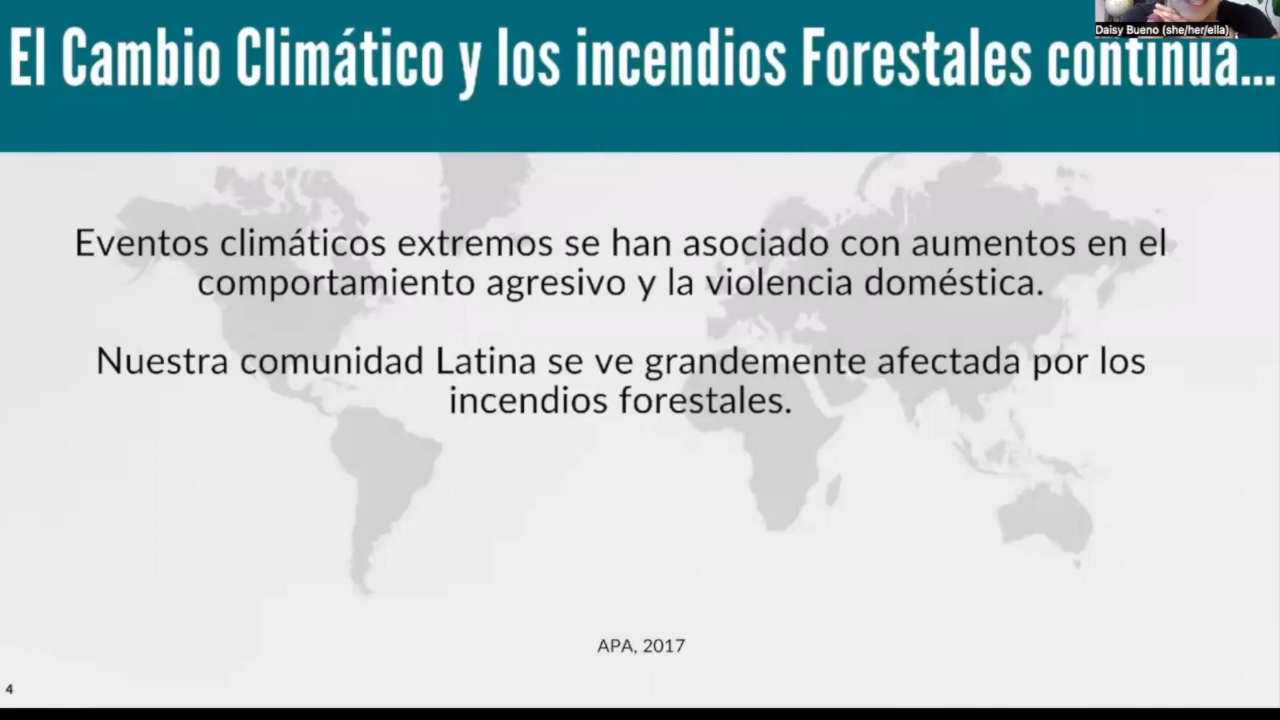 Daisy Bueno (she/her/ella)
El Cambio Climático y los incendios Forestales continúa...
Eventos climáticos extremos se han asociado con aumentos en el
comportamiento agresivo y la violencia doméstica.
Nuestra comunidad Latina se ve grandemente afectada por los
incendios forestales.
APA, 2017
4